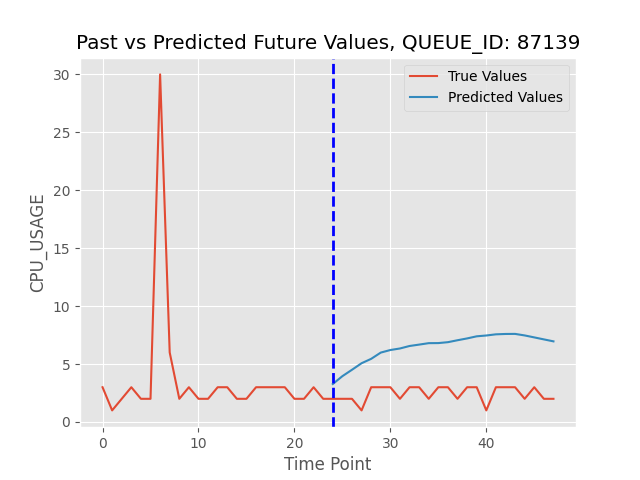 Past vs Predicted Future Values, QUEUE_ID: 87139
True Values
Predicted Values
30
25
20
15
10
5
0
CPU_USAGE
0 10 20 30 40
Time Point